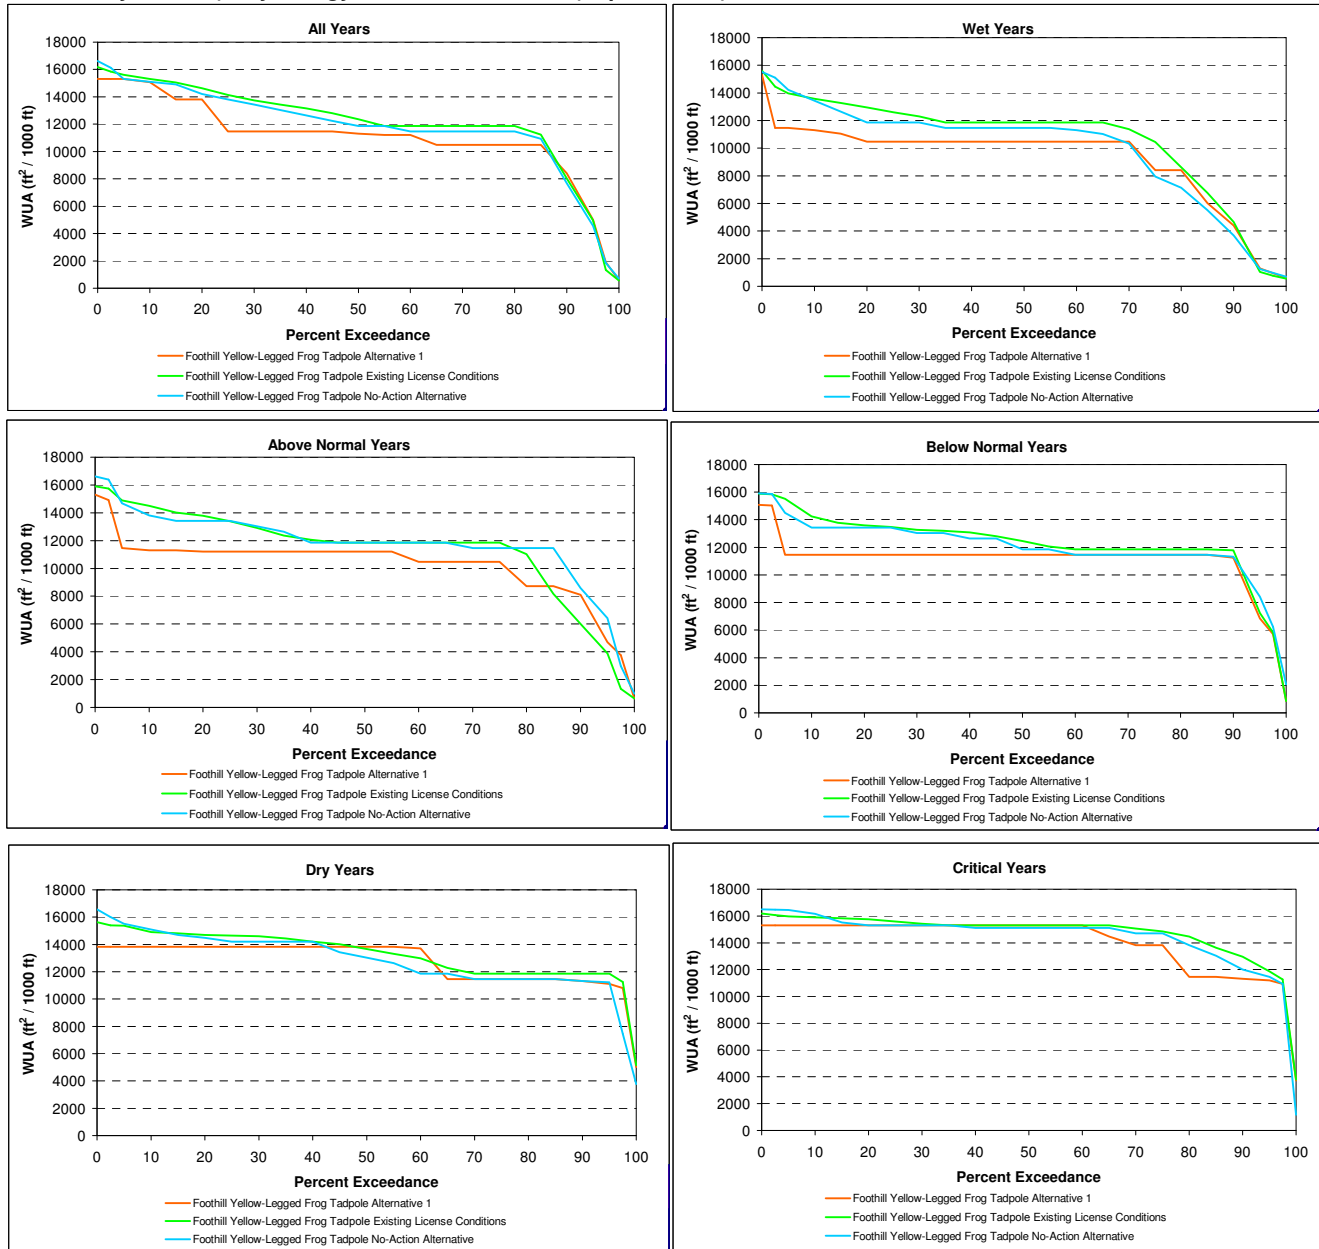 All Years
18000
16000
14000
12000
10000
8000
6000
4000
2000
0
WUA (ft² / 1000 ft)
0 10 20 30 40 50 60 70 80 90 100
Percent Exceedance
Foothill Yellow-Legged Frog Tadpole Alternative 1
Foothill Yellow-Legged Frog Tadpole Existing License Conditions
Foothill Yellow-Legged Frog Tadpole No-Action Alternative
Wet Years
18000
16000
14000
12000
10000
8000
6000
4000
2000
0
WUA (ft² / 1000 ft)
0 10 20 30 40 50 60 70 80 90 100
Percent Exceedance
Foothill Yellow-Legged Frog Tadpole Alternative 1
Foothill Yellow-Legged Frog Tadpole Existing License Conditions
Foothill Yellow-Legged Frog Tadpole No-Action Alternative
Above Normal Years
18000
16000
14000
12000
10000
8000
6000
4000
2000
0
WUA (ft² / 1000 ft)
0 10 20 30 40 50 60 70 80 90 100
Percent Exceedance
Foothill Yellow-Legged Frog Tadpole Alternative 1
Foothill Yellow-Legged Frog Tadpole Existing License Conditions
Foothill Yellow-Legged Frog Tadpole No-Action Alternative
Below Normal Years
18000
16000
14000
12000
10000
8000
6000
4000
2000
0
WUA (ft² / 1000 ft)
0 10 20 30 40 50 60 70 80 90 100
Percent Exceedance
Foothill Yellow-Legged Frog Tadpole Alternative 1
Foothill Yellow-Legged Frog Tadpole Existing License Conditions
Foothill Yellow-Legged Frog Tadpole No-Action Alternative
Dry Years
18000
16000
14000
12000
10000
8000
6000
4000
2000
0
WUA (ft² / 1000 ft)
0 10 20 30 40 50 60 70 80 90 100
Percent Exceedance
Foothill Yellow-Legged Frog Tadpole Alternative 1
Foothill Yellow-Legged Frog Tadpole Existing License Conditions
Foothill Yellow-Legged Frog Tadpole No-Action Alternative
Critical Years
18000
16000
14000
12000
10000
8000
6000
4000
2000
0
WUA (ft² / 1000 ft)
0 10 20 30 40 50 60 70 80 90 100
Percent Exceedance
Foothill Yellow-Legged Frog Tadpole Alternative 1
Foothill Yellow-Legged Frog Tadpole Existing License Conditions
Foothill Yellow-Legged Frog Tadpole No-Action Alternative